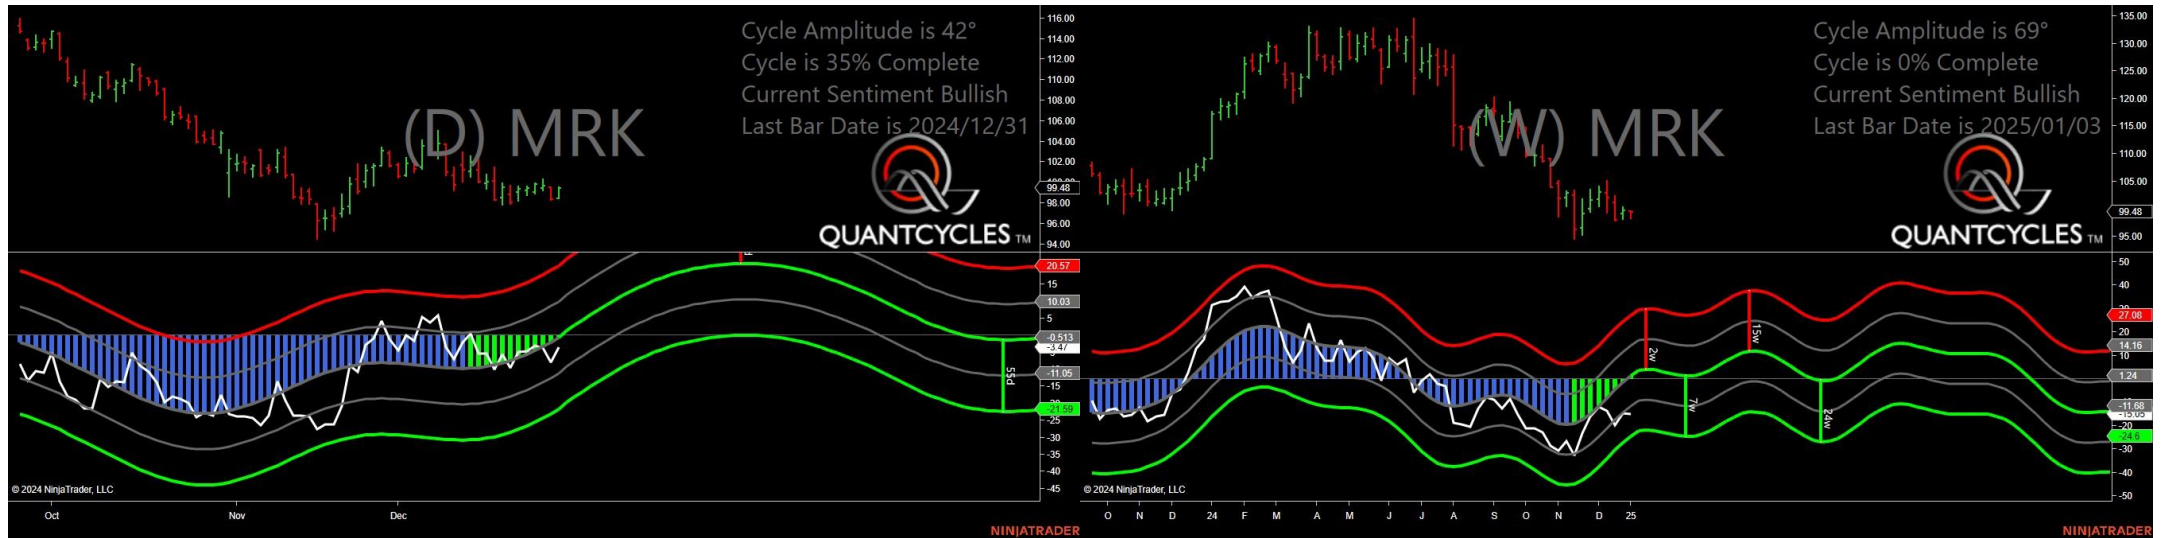 Cycle Amplitude is 42°
Cycle is 35% Complete
Current Sentiment Bullish
Last Bar Date is 2024/12/31
(D) MRK
QUANTCYCLES TM
116.00
114.00
112.00
110.00
108.00
106.00
104.00
102.00
99.48
98.00
96.00
94.00
20.57
15
10.03
5
-0.513
-3.47
-11.05
-15
-21.59
-25
-30
-35
-40
-45
55d
© 2024 NinjaTrader, LLC
Oct Nov Dec
NINJATRADER
Cycle Amplitude is 69°
Cycle is 0% Complete
Current Sentiment Bullish
Last Bar Date is 2025/01/03
(W) MRK
QUANTCYCLES TM
135.00
130.00
125.00
120.00
115.00
110.00
105.00
99.48
95.00
50
40
27.08
20
14.16
10
1.24
-11.68
-15.05
-20
-24.6
-30
-40
-50
2w
7w
15w
24w
© 2024 NinjaTrader, LLC
O N D 24 F M A M J J A S O N D 25
NINJATRADER